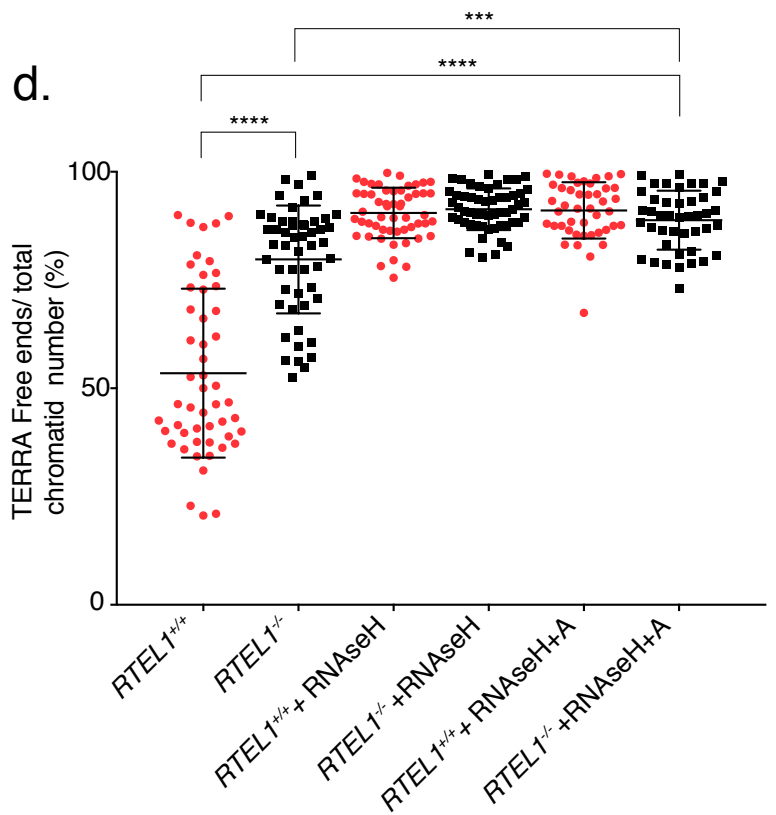 ***
****
d.
****
100
50
0
TERRA Free ends/ total
chromatid number (%)
RTEL1+/+
RTEL1-/-
RTEL1+/++ RNAseH
RTEL1-/- +RNAseH
RTEL1+/+ + RNAseH+A
RTEL1-/- +RNAseH+A